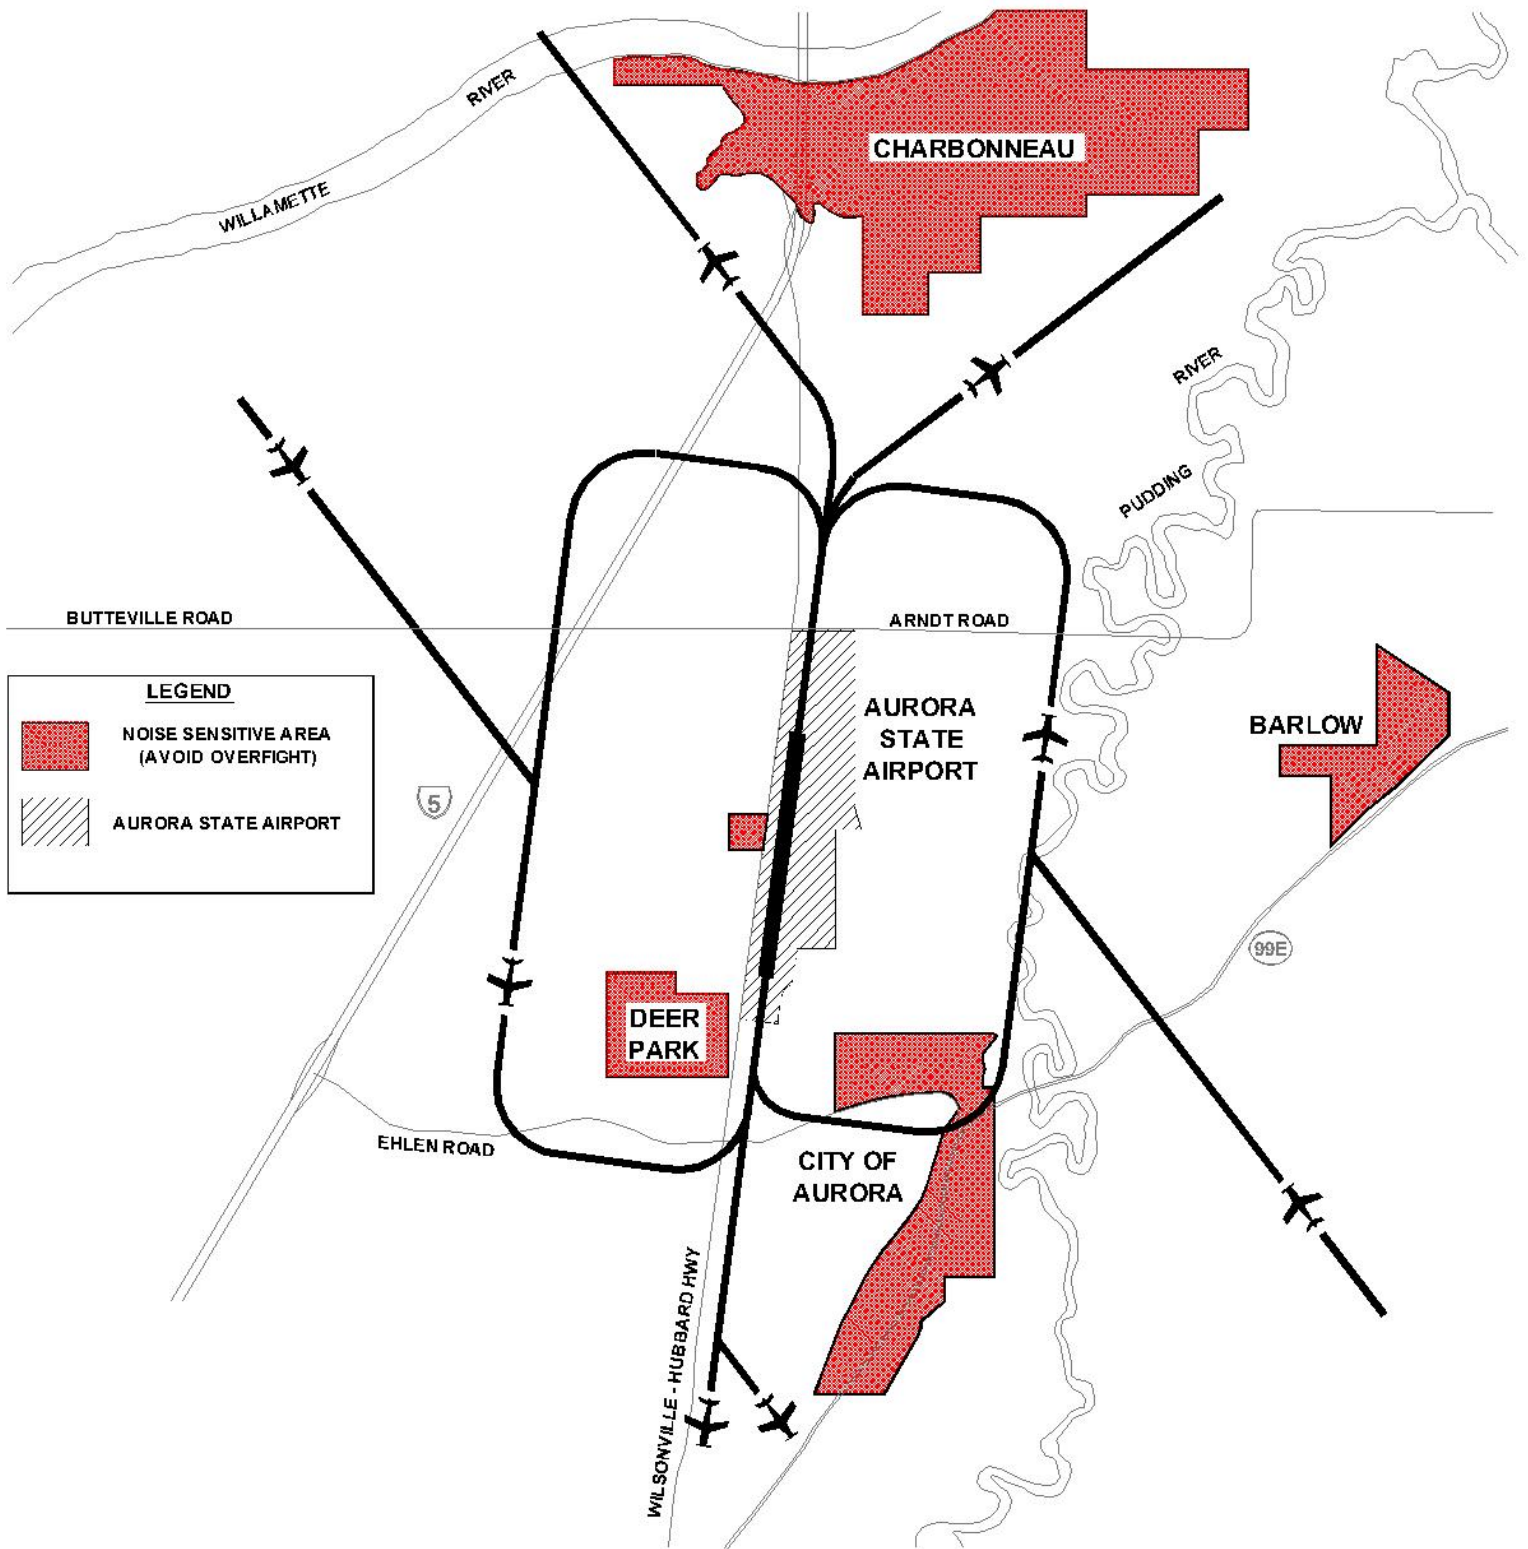 RIVER
WILLAMETTE
CHARBONNEAU
RIVER
PUDDING
BUTTEVILLE ROAD
ARNDT ROAD
LEGEND
NOISE SENSITIVE AREA
(AVOID OVERFIGHT)
AURORA STATE AIRPORT
AURORA
STATE
AIRPORT
BARLOW
5
99E
DEER
PARK
EHLEN ROAD
CITY OF
AURORA
WILSONVILLE - HUBBARD HWY